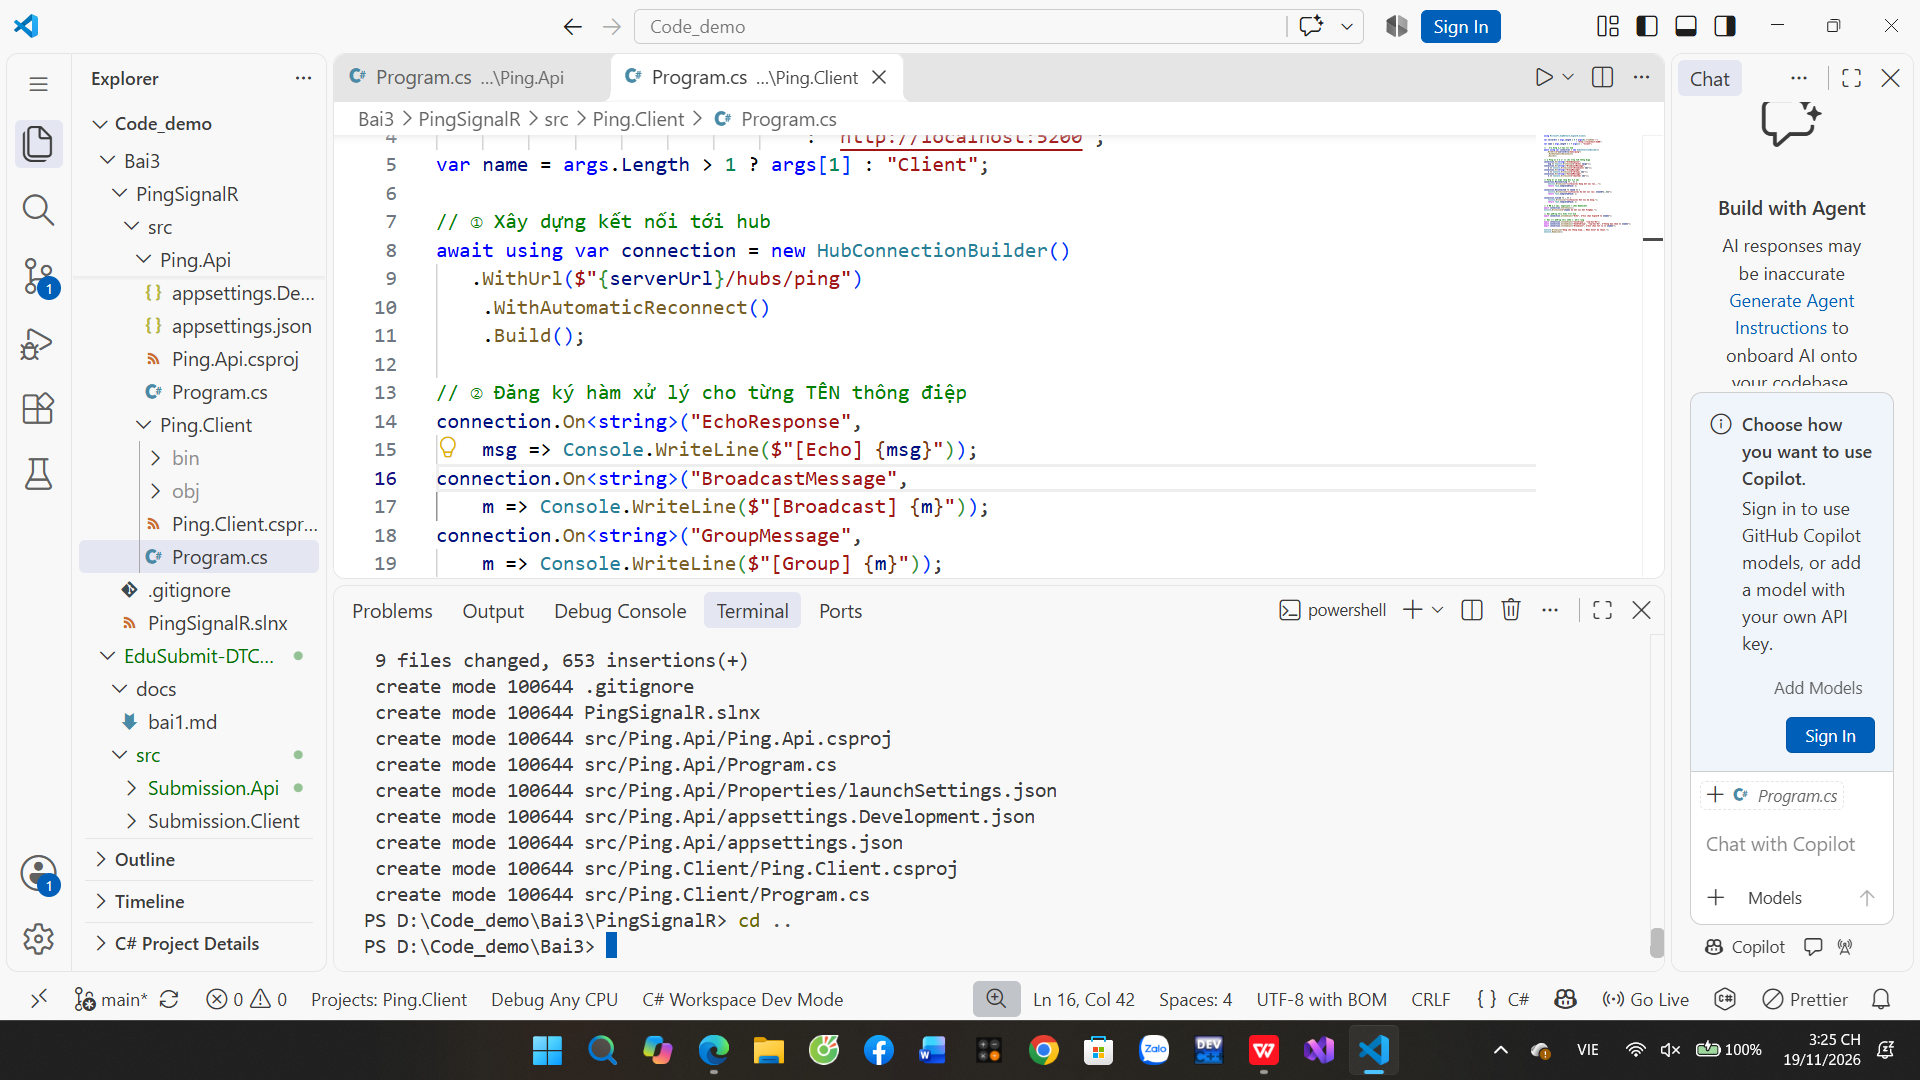 Code_demo
Sign In
Explorer
Code_demo
Bai3
PingSignalR
src
Ping.Api
appsettings.De...
appsettings.json
Ping.Api.csproj
Program.cs
Ping.Client
bin
obj
Ping.Client.cspr...
Program.cs
.gitignore
PingSignalR.slnx
EduSubmit-DTC...
docs
bai1.md
src
Submission.Api
Submission.Client
Outline
Timeline
C# Project Details
1
1
Program.cs ...\Ping.Api
Program.cs ...\Ping.Client
Bai3 > PingSignalR > src > Ping.Client > Program.cs
4 : "http://localhost:5200";
5 var name = args.Length > 1 ? args[1] : "Client";
6
7 // ① Xây dựng kết nối tới hub
8 await using var connection = new HubConnectionBuilder()
9 .WithUrl($"{serverUrl}/hubs/ping")
10 .WithAutomaticReconnect()
11 .Build();
12
13 // ② Đăng ký hàm xử lý cho từng TÊN thông điệp
14 connection.On<string>("EchoResponse",
15 msg => Console.WriteLine($"[Echo] {msg}"));
16 connection.On<string>("BroadcastMessage",
17 m => Console.WriteLine($"[Broadcast] {m}"));
18 connection.On<string>("GroupMessage",
19 m => Console.WriteLine($"[Group] {m}"));
Problems
Output
Debug Console
Terminal
Ports
powershell
9 files changed, 653 insertions(+)
create mode 100644 .gitignore
create mode 100644 PingSignalR.slnx
create mode 100644 src/Ping.Api/Ping.Api.csproj
create mode 100644 src/Ping.Api/Program.cs
create mode 100644 src/Ping.Api/Properties/launchSettings.json
create mode 100644 src/Ping.Api/appsettings.Development.json
create mode 100644 src/Ping.Api/appsettings.json
create mode 100644 src/Ping.Client/Ping.Client.csproj
create mode 100644 src/Ping.Client/Program.cs
PS D:\Code_demo\Bai3\PingSignalR> cd ..
PS D:\Code_demo\Bai3>
Chat
Build with Agent
AI responses may
be inaccurate
Generate Agent
Instructions to
onboard AI onto
your codebase
Choose how
you want to use
Copilot.
Sign in to use
GitHub Copilot
models, or add
a model with
your own API
key.
Add Models
Sign In
Program.cs
Chat with Copilot
Models
Copilot
main*
0
0
Projects: Ping.Client
Debug Any CPU
C# Workspace Dev Mode
Ln 16, Col 42
Spaces: 4
UTF-8 with BOM
CRLF
{ } C#
Go Live
Prettier
Zalo
DEV
C++
VIE
100%
3:25 CH
19/11/2026